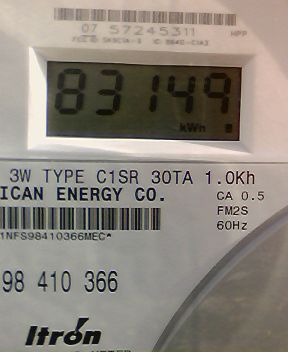 07 57245311
HPP
83149
kWh
3W TYPE C1SR 30TA 1.0Kh
ICAN ENERGY CO.
CA 0.5
FM2S
60Hz
1NFS98410366MEC*
98 410 366
Itron